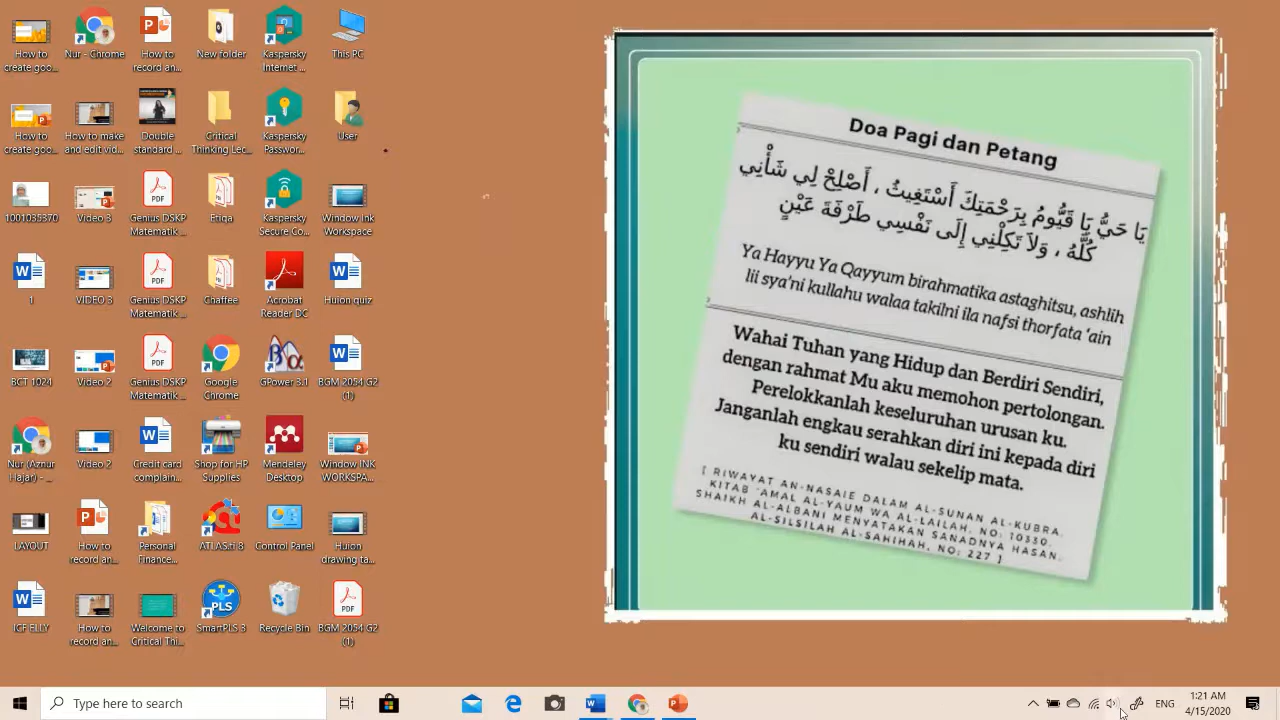 How to
create goo...
Nur - Chrome
How to
record an...
New folder
Kaspersky
Internet ...
This PC
How to
create goo...
How to make
and edit vid...
Double
standard ...
Critical
Thinking Lec...
Kaspersky
Passwor...
User
1001035370
Video 3
Genius DSKP
Matematik ...
Etiqa
Kaspersky
Secure Co...
Window Ink
Workspace
1
VIDEO 3
Genius DSKP
Matematik ...
Chaffee
Acrobat
Reader DC
Huion quiz
BCT 1024
Video 2
Genius DSKP
Matematik ...
Google
Chrome
GPower 3.1
BGM 2054 G2
(1)
Nur (Aznur
Hajar) - ...
Video 2
Credit card
complain...
Shop for HP
Supplies
Mendeley
Desktop
Window INK
WORKSPA...
LAYOUT
How to
record an...
Personal
Finance...
ATLAS.ti 8
Control Panel
Huion
drawing ta...
ICF ELLY
How to
record an...
Welcome to
Critical Thi...
SmartPLS 3
Recycle Bin
BGM 2054 G2
(1)
Doa Pagi dan Petang
يَا حَيُّ يَا قَيُّومُ بِرَحْمَتِكَ أَسْتَغِيثُ ، أَصْلِحْ لِي شَأْنِي
كُلَّهُ ، وَلاَ تَكِلْنِي إِلَى نَفْسِي طَرْفَةَ عَيْنٍ
Ya Hayyu Ya Qayyum birahmatika astaghitsu, ashlih
lii sya'ni kullahu walaa takilni ila nafsi thorfata 'ain
Wahai Tuhan yang Hidup dan Berdiri Sendiri,
dengan rahmat Mu aku memohon pertolongan.
Perelokkanlah keseluruhan urusan ku.
Janganlah engkau serahkan diri ini kepada diri
ku sendiri walau sekelip mata.
[ RIWAYAT AN-NASAIE DALAM AL-SUNAN AL-KUBRA.
KITAB 'AMAL AL-YAUM WA AL-LAILAH, NO: 10330.
SHAIKH AL-ALBANI MENYATAKAN SANADNYA HASAN.
AL-SILSILAH AL-SAHIHAH, NO: 227 ]
Type here to search
ENG
1:21 AM
4/15/2020